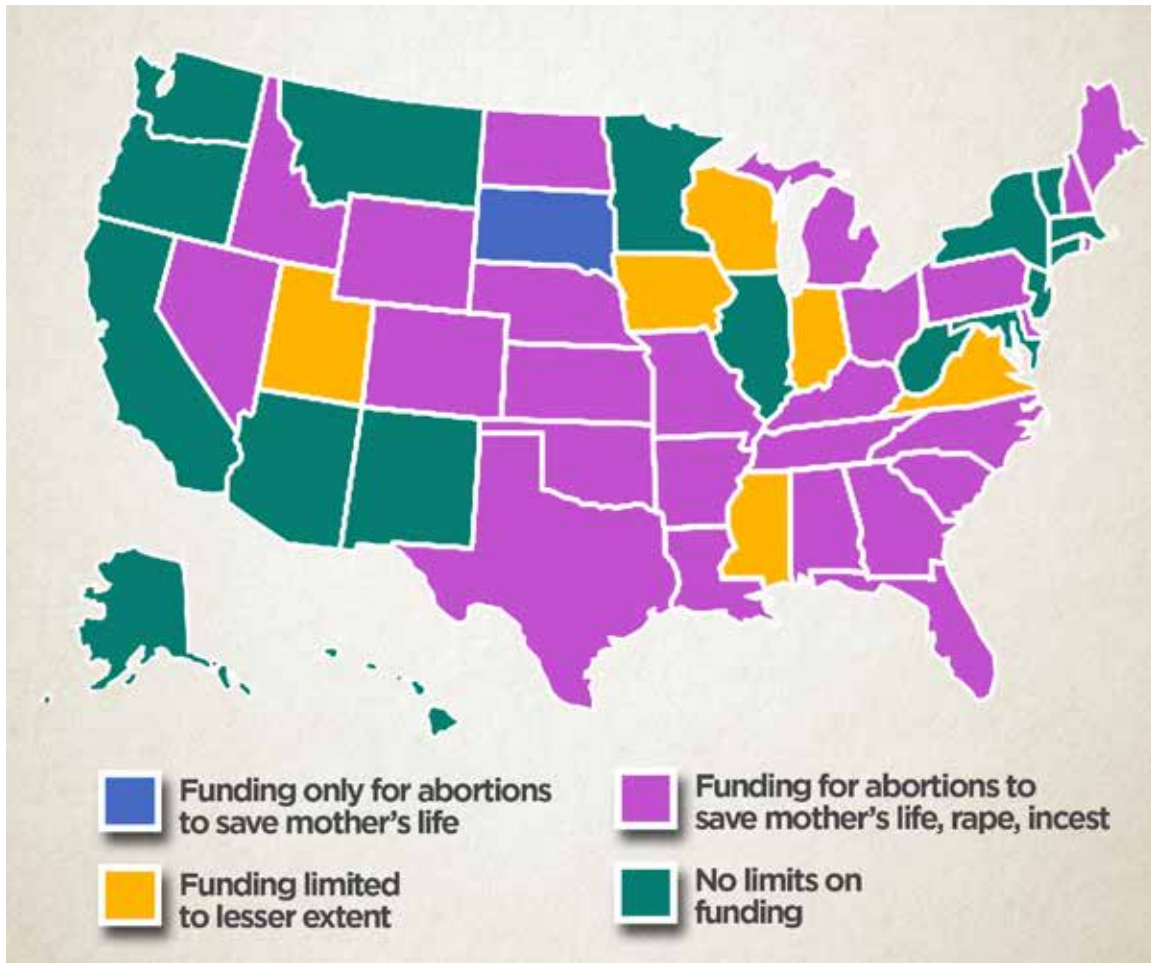 Funding only for abortions
to save mother's life
Funding for abortions to
save mother's life, rape, incest
Funding limited
to lesser extent
No limits on
funding